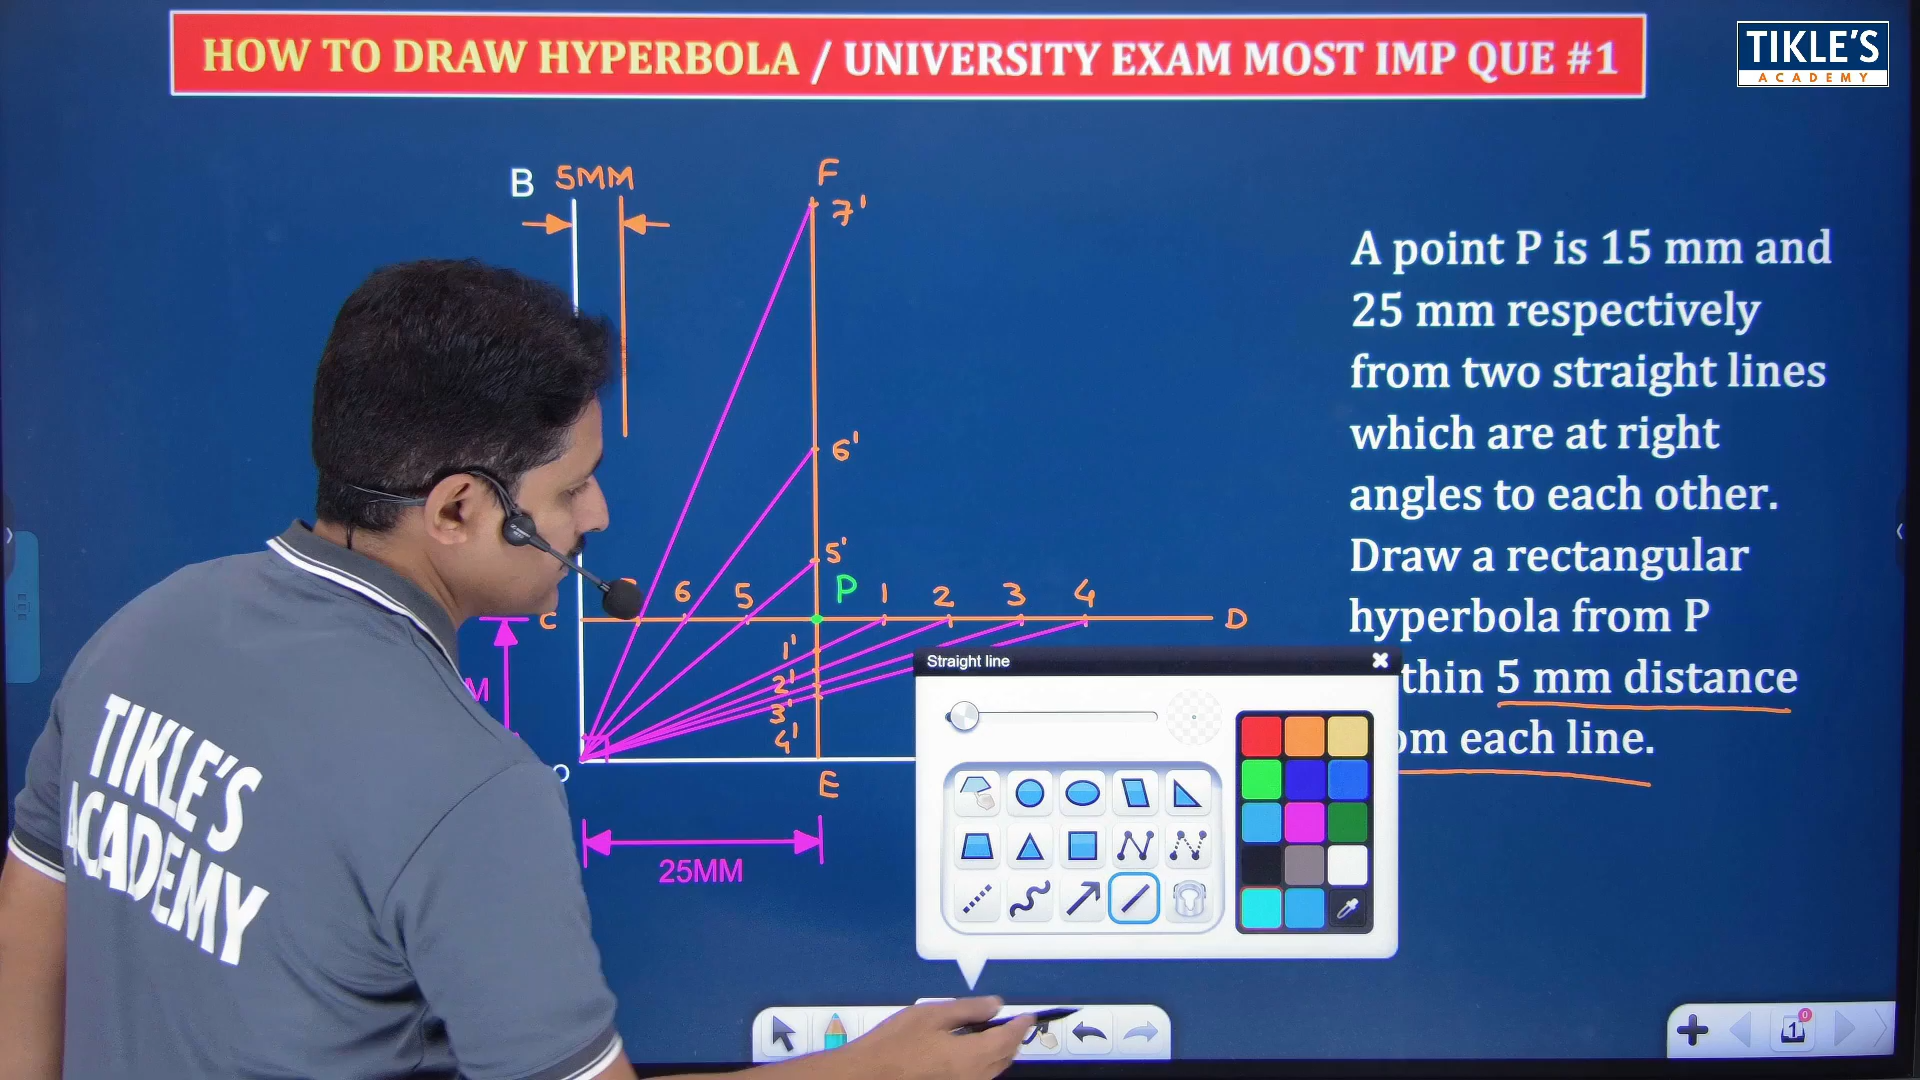 HOW TO DRAW HYPERBOLA / UNIVERSITY EXAM MOST IMP QUE #1
TIKLE'S
ACADEMY
B 5MM
F
7'
6'
5'
6 5 P 1 2 3 4
C D
1'
2'
3'
4'
M
O
E
25MM
A point P is 15 mm and
25 mm respectively
from two straight lines
which are at right
angles to each other.
Draw a rectangular
hyperbola from P
thin 5 mm distance
om each line.
Straight line
TIKLE'S
ACADEMY
1
0